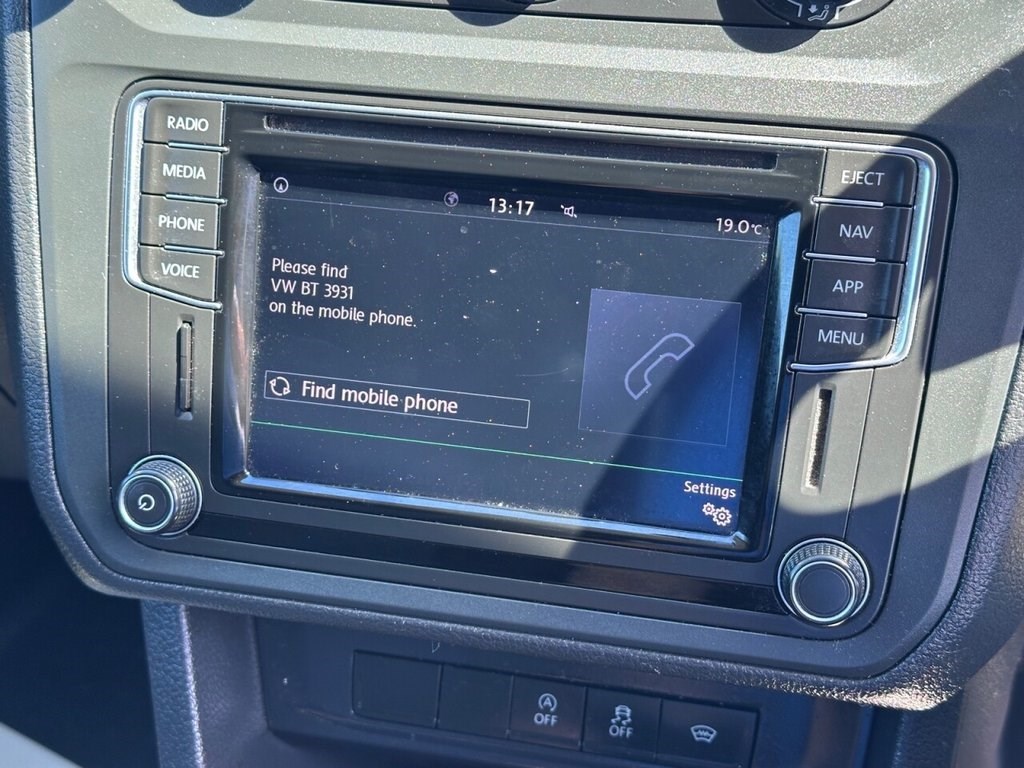 RADIO
MEDIA
PHONE
VOICE
13:17
19.0°C
Please find
VW BT 3931
on the mobile phone.
Find mobile phone
Settings
EJECT
NAV
APP
MENU
A
OFF
OFF